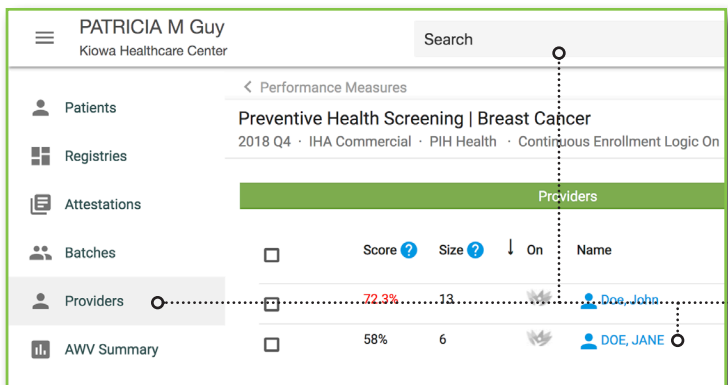 PATRICIA M Guy
Kiowa Healthcare Center
Search
Performance Measures
Preventive Health Screening | Breast Cancer
2018 Q4 · IHA Commercial · PIH Health · Continuous Enrollment Logic On
Patients
Registries
Attestations
Batches
Providers
AWV Summary
Providers
Score ? Size ? ↓ On Name
72.3% 13 Doe, John
58% 6 DOE, JANE